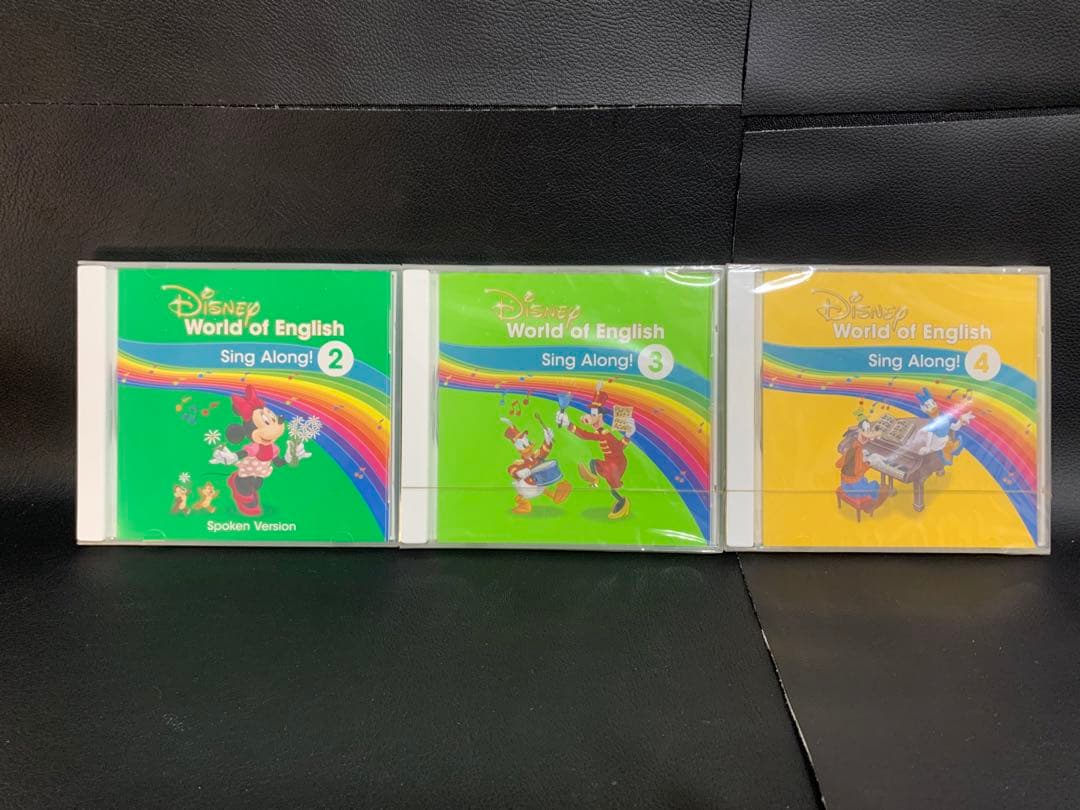 Disney
World of English
Sing Along! 2
Spoken Version
Disney
World of English
Sing Along! 3
Disney
World of English
Sing Along! 4